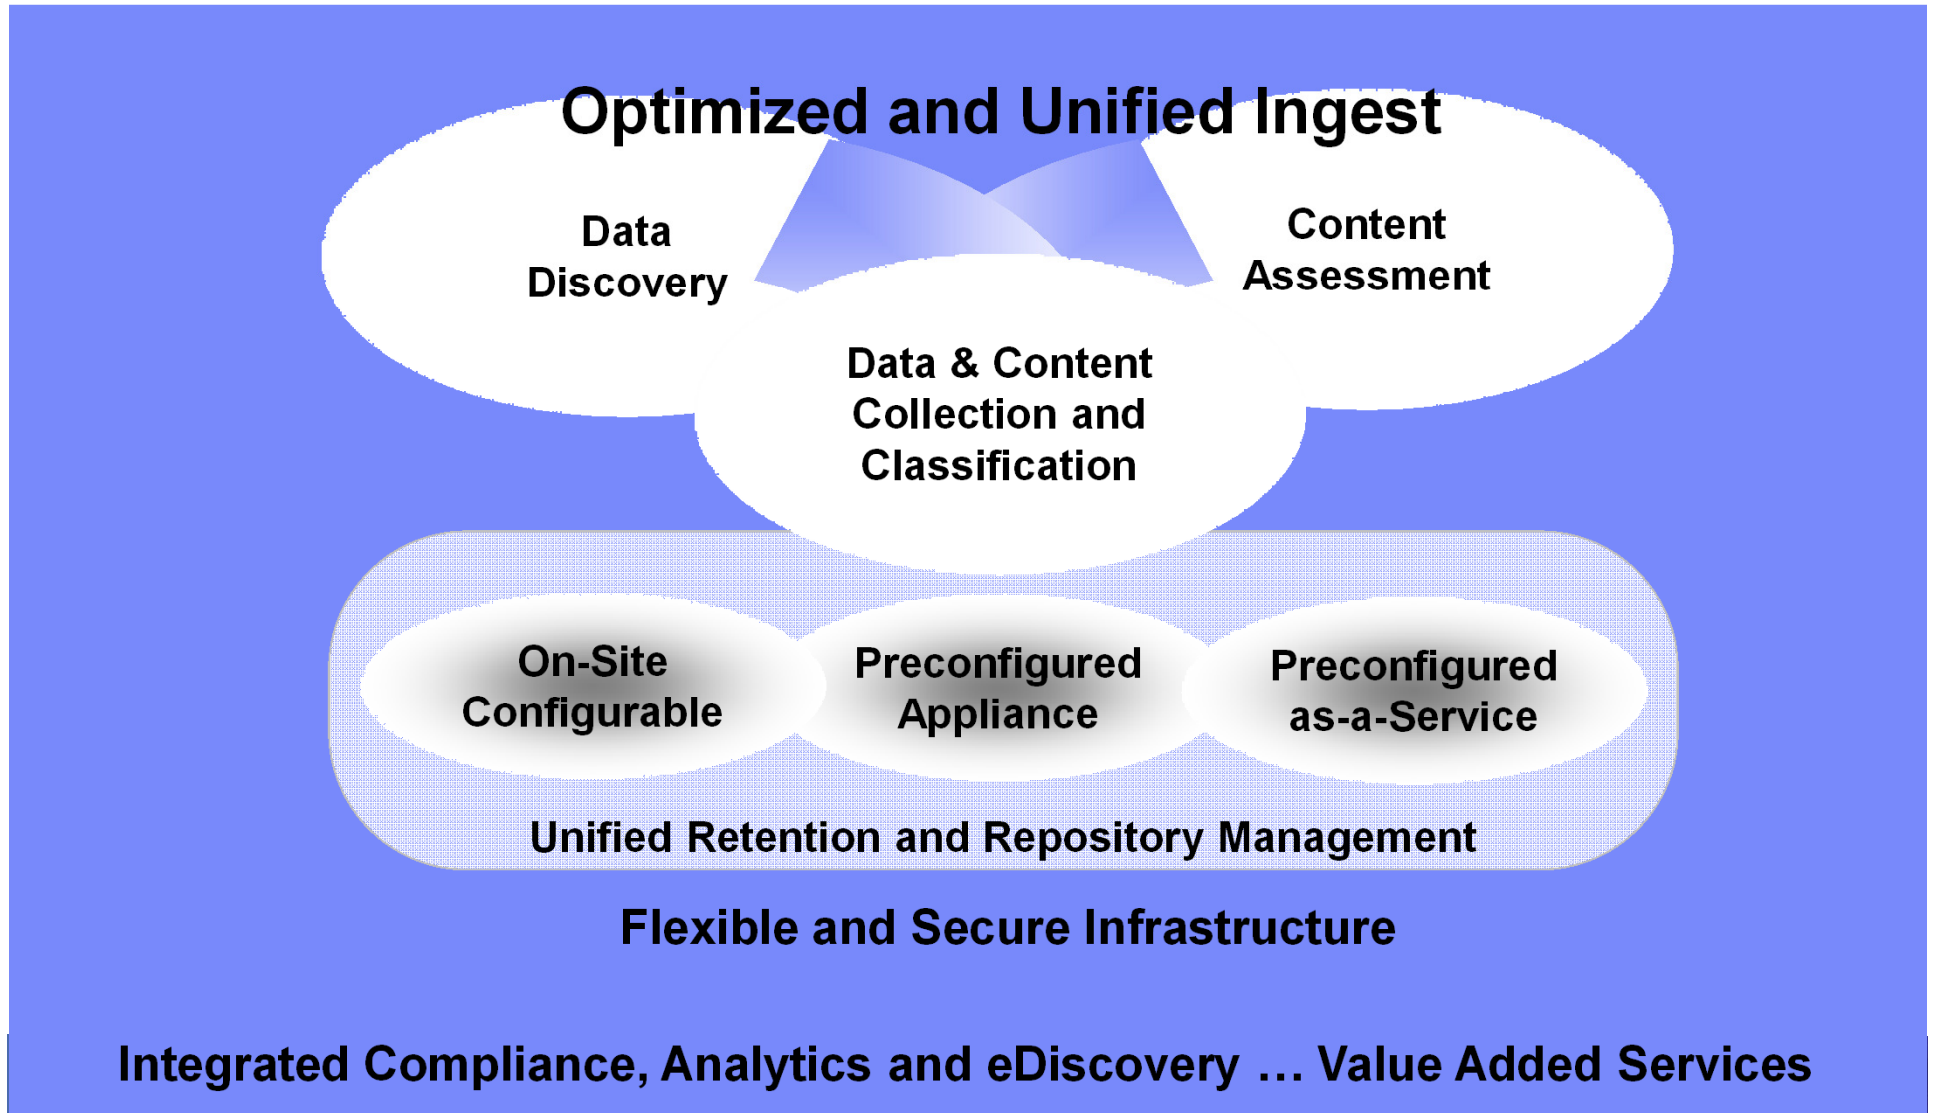 Optimized and Unified Ingest
Data
Discovery
Content
Assessment
Data & Content
Collection and
Classification
On-Site
Configurable
Preconfigured
Appliance
Preconfigured
as-a-Service
Unified Retention and Repository Management
Flexible and Secure Infrastructure
Integrated Compliance, Analytics and eDiscovery … Value Added Services